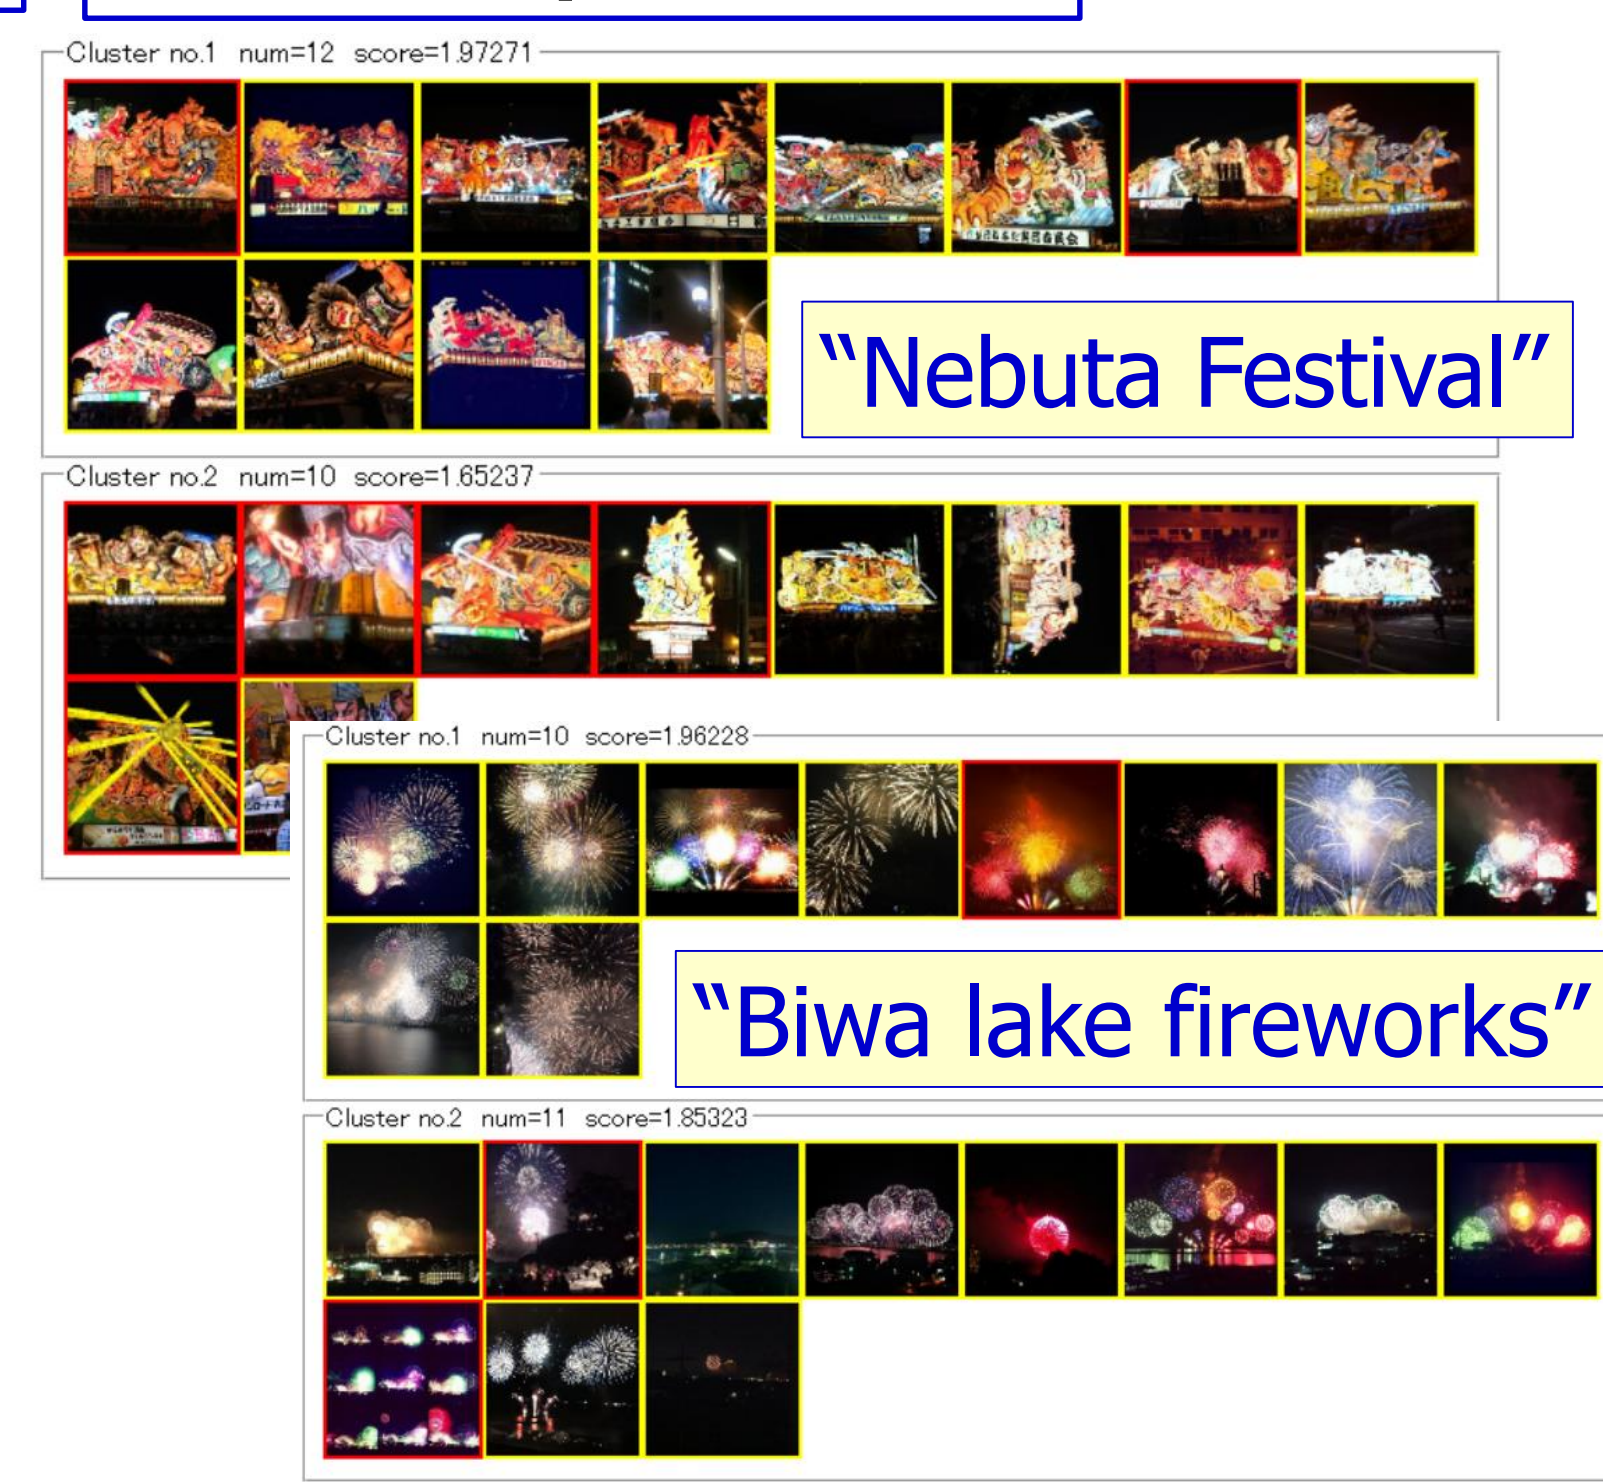 Cluster no.1 num=12 score=1.97271
“Nebuta Festival”
Cluster no.2 num=10 score=1.65237
Cluster no.1 num=10 score=1.96228
“Biwa lake fireworks”
Cluster no.2 num=11 score=1.85323